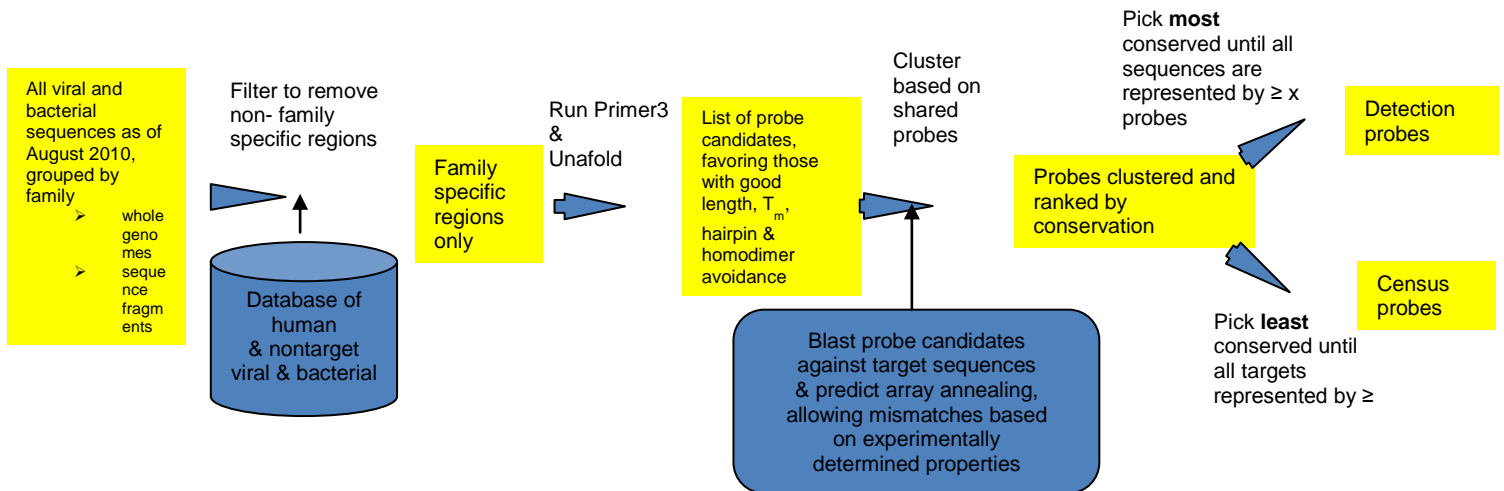 All viral and
bacterial
sequences as of
August 2010,
grouped by
family
➢ whole
geno
mes
➢ seque
nce
fragm
ents
Filter to remove
non- family
specific regions
Database of
human
& nontarget
viral & bacterial
Family
specific
regions
only
Run Primer3
&
Unafold
List of probe
candidates,
favoring those
with good
length, Tm,
hairpin &
homodimer
avoidance
Cluster
based on
shared
probes
Blast probe candidates
against target sequences
& predict array annealing,
allowing mismatches based
on experimentally
determined properties
Probes clustered and
ranked by
conservation
Pick most
conserved until all
sequences are
represented by ≥ x
probes
Detection
probes
Pick least
conserved until
all targets
represented by ≥
Census
probes